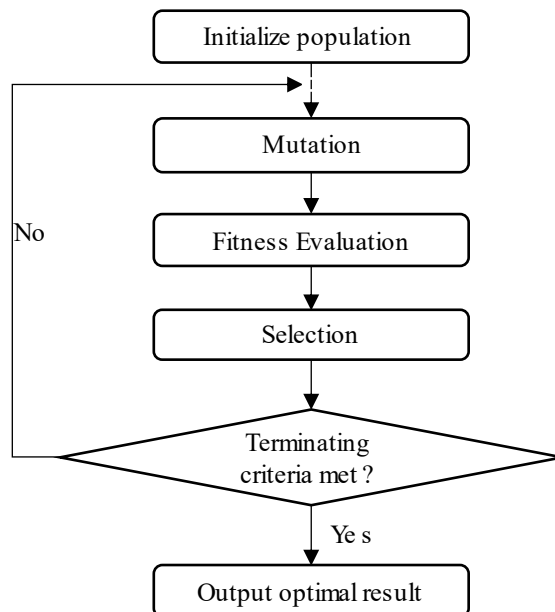 Initialize population
Mutation
No
Fitness Evaluation
Selection
Terminating
criteria met ?
Ye s
Output optimal result